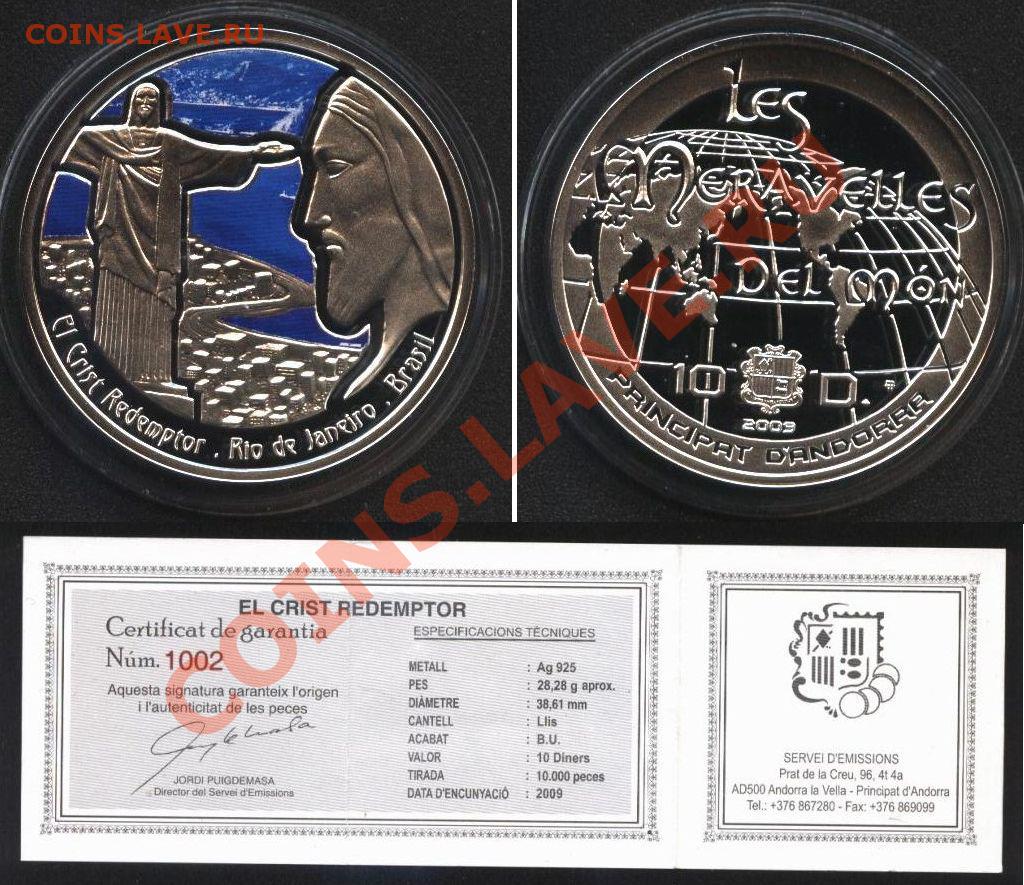 COINS.LAVE.RU
El Crist Redemptor . Rio de Janeiro . Brasil
Les
Meravelles
Del Món
10 D.
2009
PRINCIPAT D'ANDORRA
COINS.LAVE.RU
EL CRIST REDEMPTOR
Certificat de garantia
Núm. 1002
Aquesta signatura garanteix l'origen
i l'autenticitat de les peces
JORDI PUIGDEMASA
Director del Servei d'Emissions
ESPECIFICACIONS TÈCNIQUES
METALL : Ag 925
PES : 28,28 g aprox.
DIÀMETRE : 38,61 mm
CANTELL : Llis
ACABAT : B.U.
VALOR : 10 Diners
TIRADA : 10.000 peces
DATA D'ENCUNYACIÓ : 2009
SERVEI D'EMISSIONS
Prat de la Creu, 96, 4t 4a
AD500 Andorra la Vella - Principat d'Andorra
Tel.: +376 867280 - Fax: +376 869099